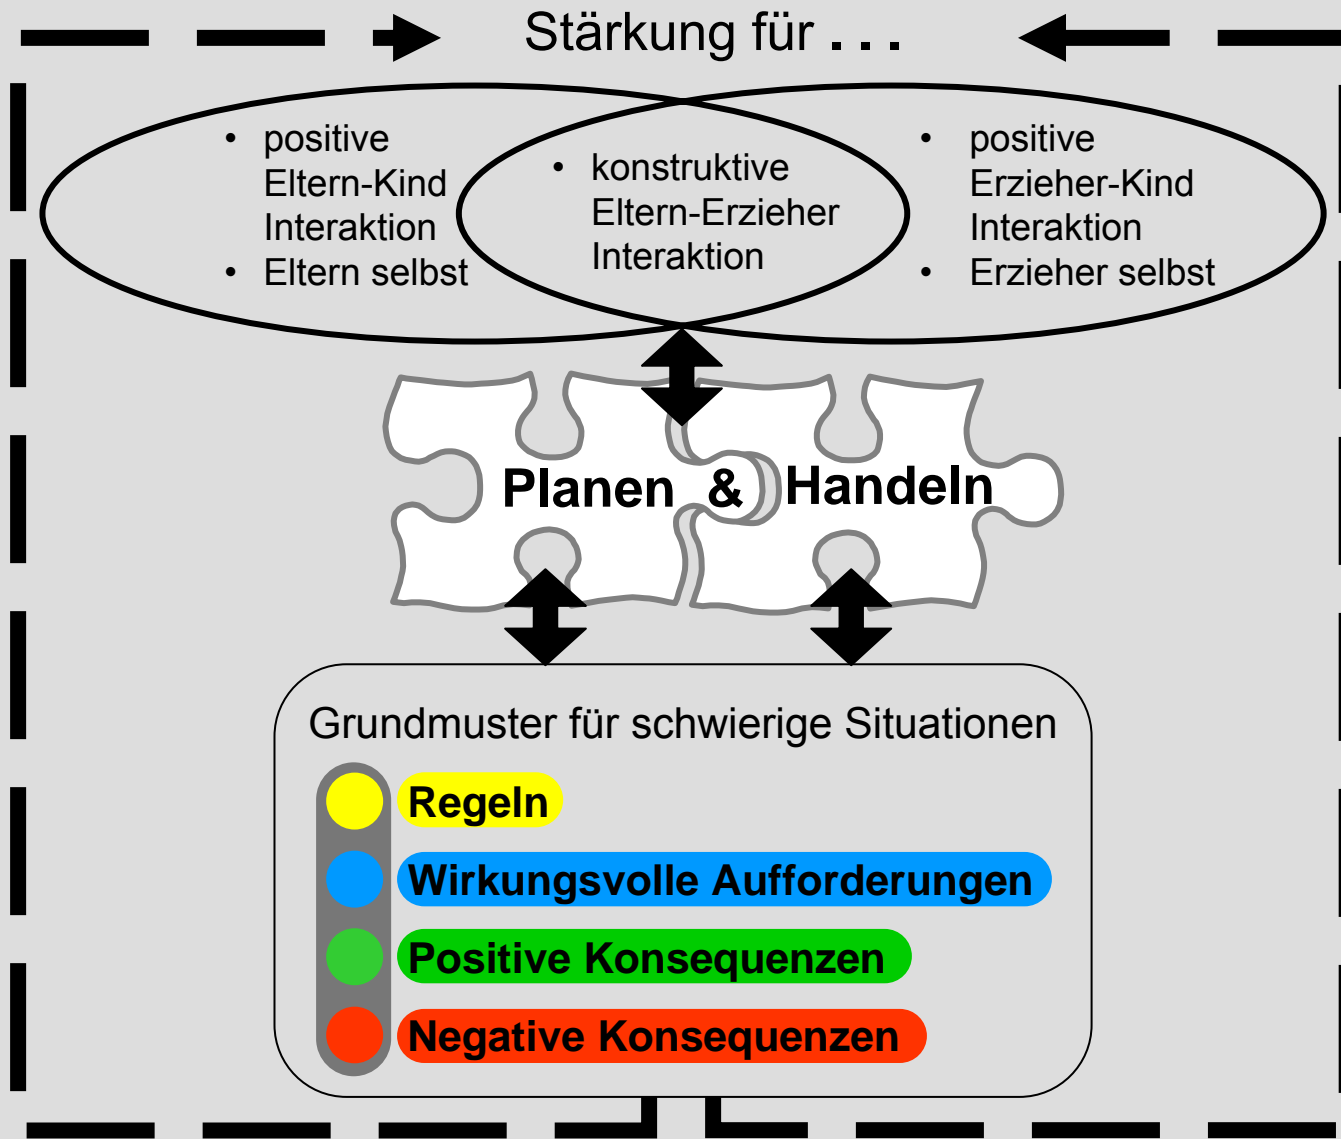 Stärkung für . . .
• positive
Eltern-Kind
Interaktion
• Eltern selbst
• konstruktive
Eltern-Erzieher
Interaktion
• positive
Erzieher-Kind
Interaktion
• Erzieher selbst
Planen & Handeln
Grundmuster für schwierige Situationen
Regeln
Wirkungsvolle Aufforderungen
Positive Konsequenzen
Negative Konsequenzen